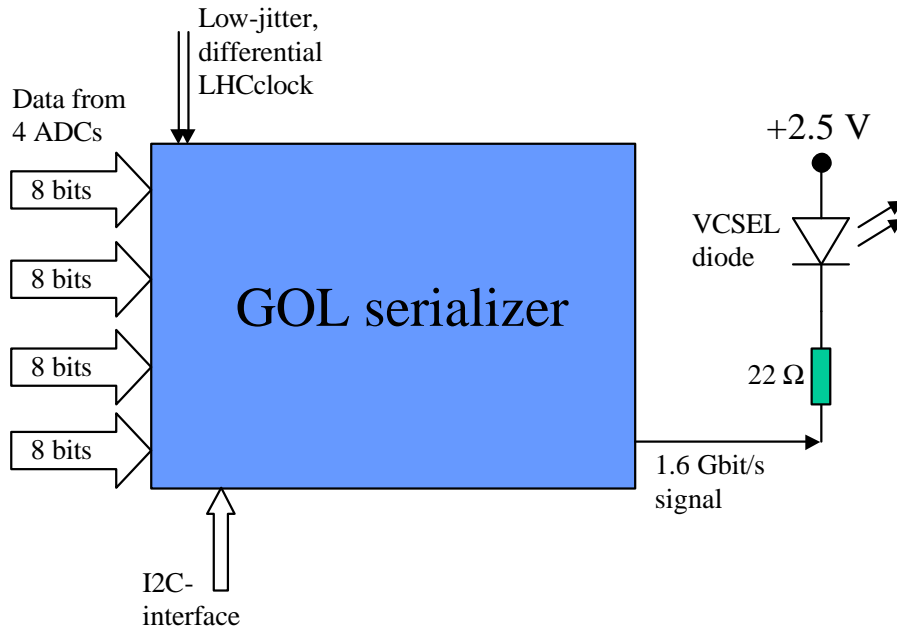 Low-jitter,
differential
LHCclock
Data from
4 ADCs
8 bits
8 bits
8 bits
8 bits
GOL serializer
+2.5 V
VCSEL
diode
22 Ω
1.6 Gbit/s
signal
I2C-
interface